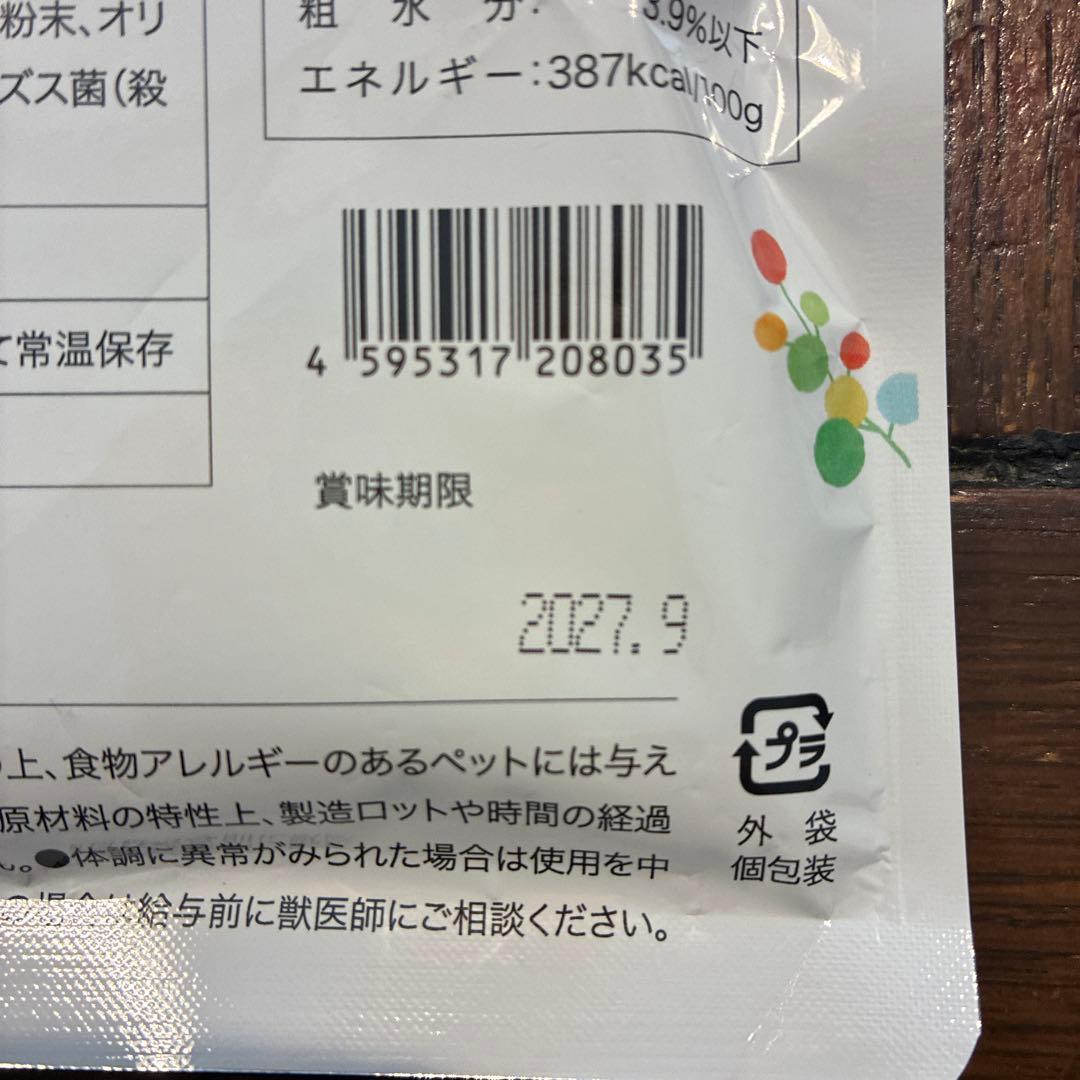 粉末、オリ
ズス菌(殺
て常温保存
粗水分: 3.9%以下
エネルギー:387kcal/100g
4 595317 208035
賞味期限
2027.9
上、食物アレルギーのあるペットには与え
原材料の特性上、製造ロットや時間の経過
ん。●体調に異常がみられた場合は使用を中
の場合は給与前に獣医師にご相談ください。
プラ
外 袋
個包装